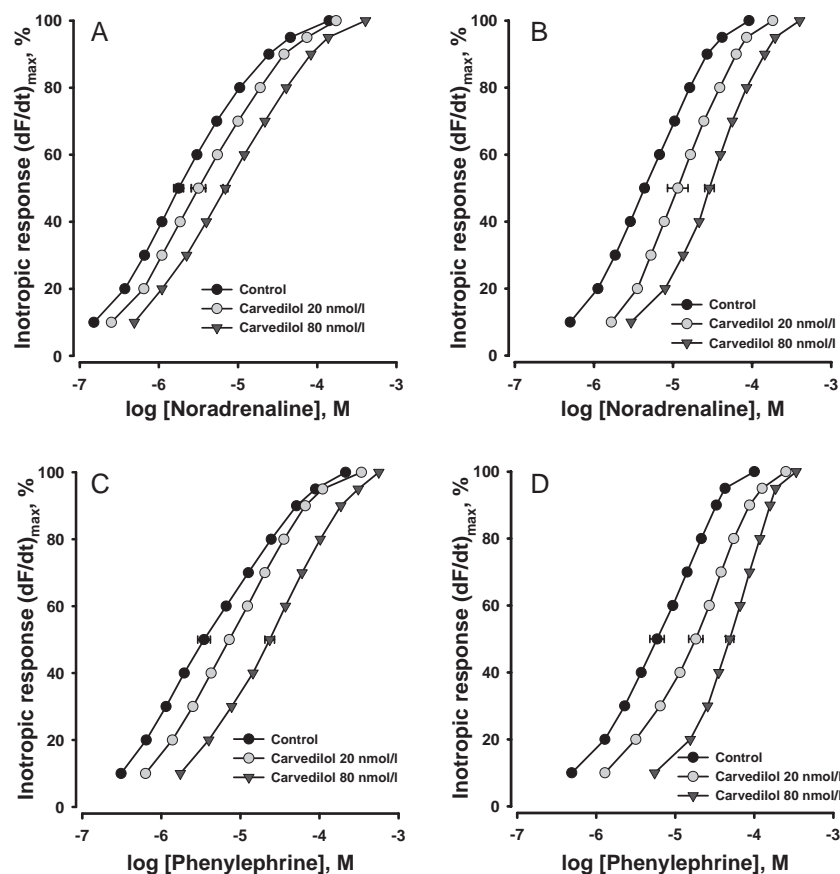 A
Inotropic response (dF/dt)max, %
100
80
60
40
20
0
Control
Carvedilol 20 nmol/l
Carvedilol 80 nmol/l
-7 -6 -5 -4 -3
log [Noradrenaline], M
B
Inotropic response (dF/dt)max, %
100
80
60
40
20
0
Control
Carvedilol 20 nmol/l
Carvedilol 80 nmol/l
-7 -6 -5 -4 -3
log [Noradrenaline], M
C
Inotropic response (dF/dt)max, %
100
80
60
40
20
0
Control
Carvedilol 20 nmol/l
Carvedilol 80 nmol/l
-7 -6 -5 -4 -3
log [Phenylephrine], M
D
Inotropic response (dF/dt)max, %
100
80
60
40
20
0
Control
Carvedilol 20 nmol/l
Carvedilol 80 nmol/l
-7 -6 -5 -4 -3
log [Phenylephrine], M